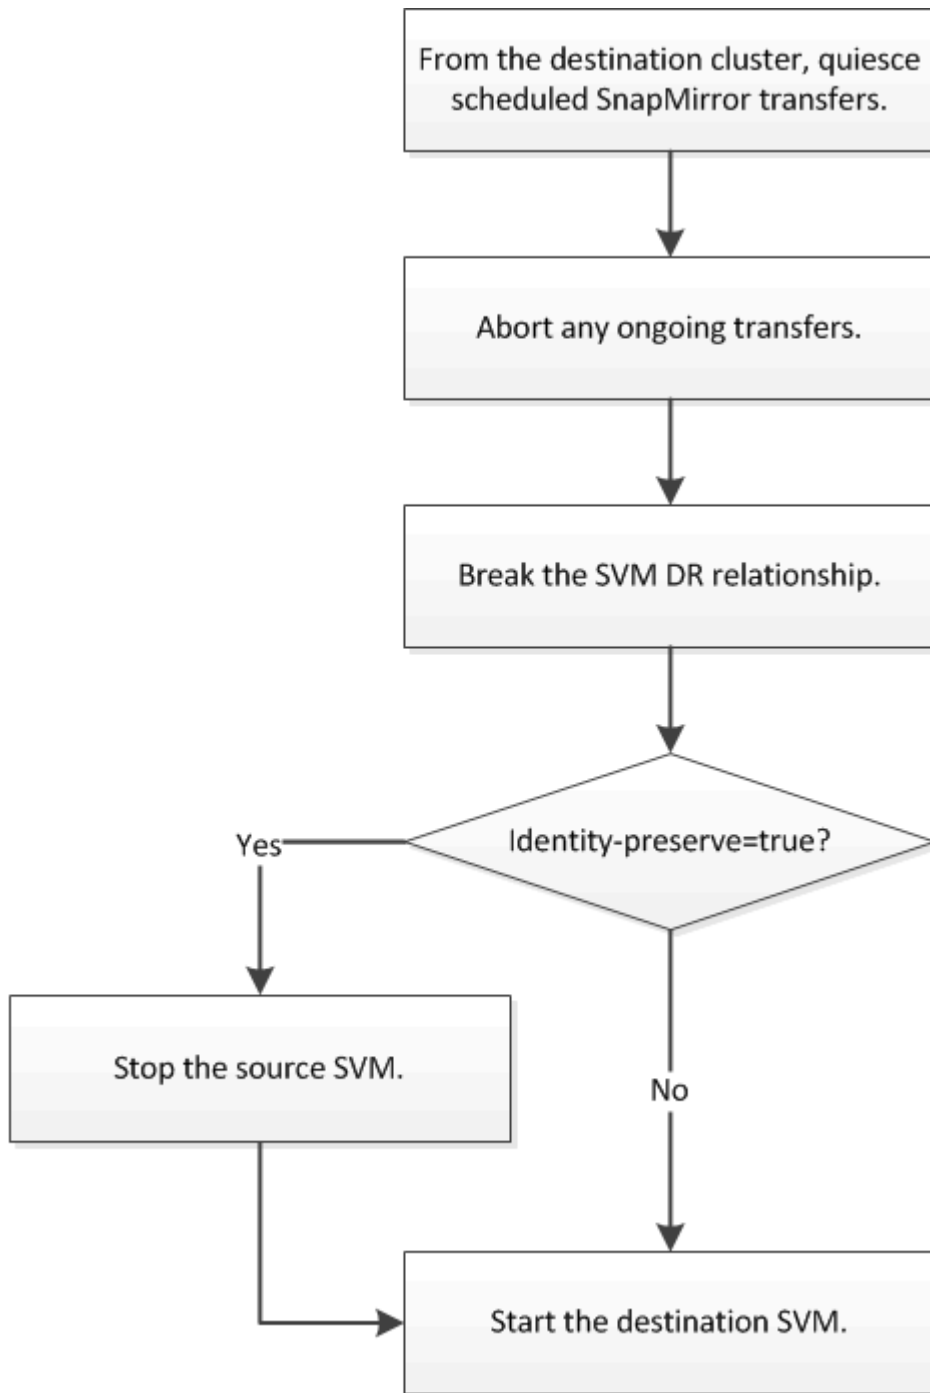 From the destination cluster, quiesce
scheduled SnapMirror transfers.
Abort any ongoing transfers.
Break the SVM DR relationship.
Identity-preserve=true?
Yes
Stop the source SVM.
No
Start the destination SVM.